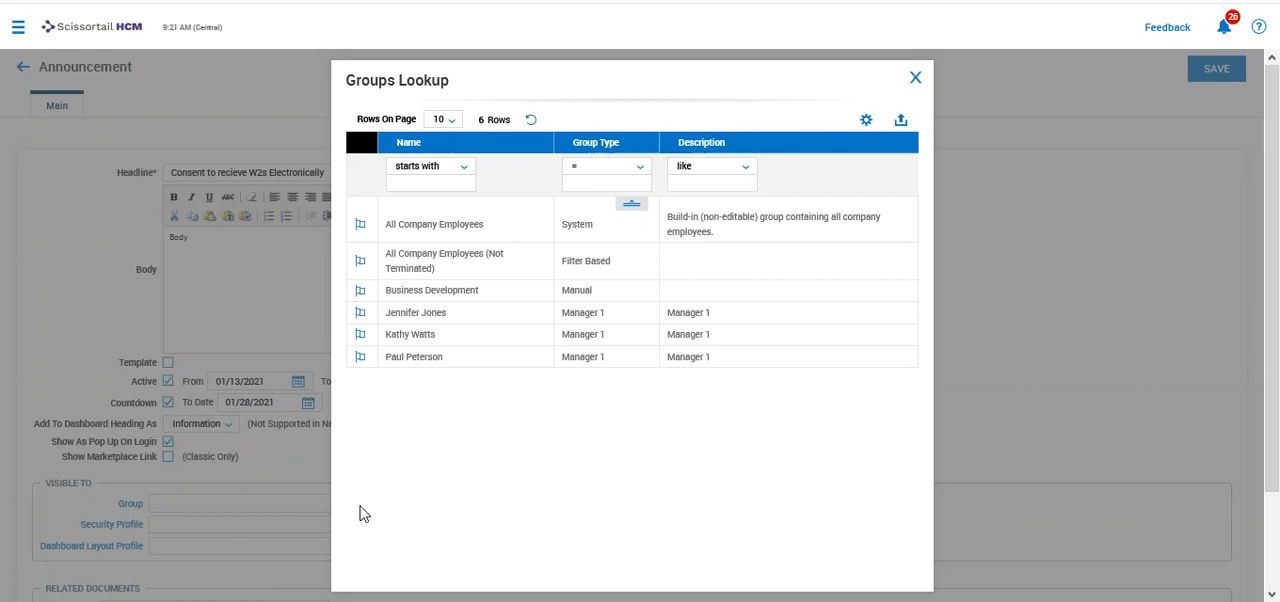 Scissortail HCM
9:21 AM (Central)
Feedback
26
?
Announcement
SAVE
Main
Headline*
Consent to recieve W2s Electronically
B I U ABC
Body
Body
Template
Active
From
01/13/2021
To
Countdown
To Date
01/28/2021
Add To Dashboard Heading As
Information
(Not Supported in Ne
Show As Pop Up On Login
Show Marketplace Link
(Classic Only)
VISIBLE TO
Group
Security Profile
Dashboard Layout Profile
RELATED DOCUMENTS
Groups Lookup
Rows On Page
10
6 Rows
Name
Group Type
Description
starts with
=
like
All Company Employees
System
Build-in (non-editable) group containing all company
employees.
All Company Employees (Not
Terminated)
Filter Based
Business Development
Manual
Jennifer Jones
Manager 1
Manager 1
Kathy Watts
Manager 1
Manager 1
Paul Peterson
Manager 1
Manager 1